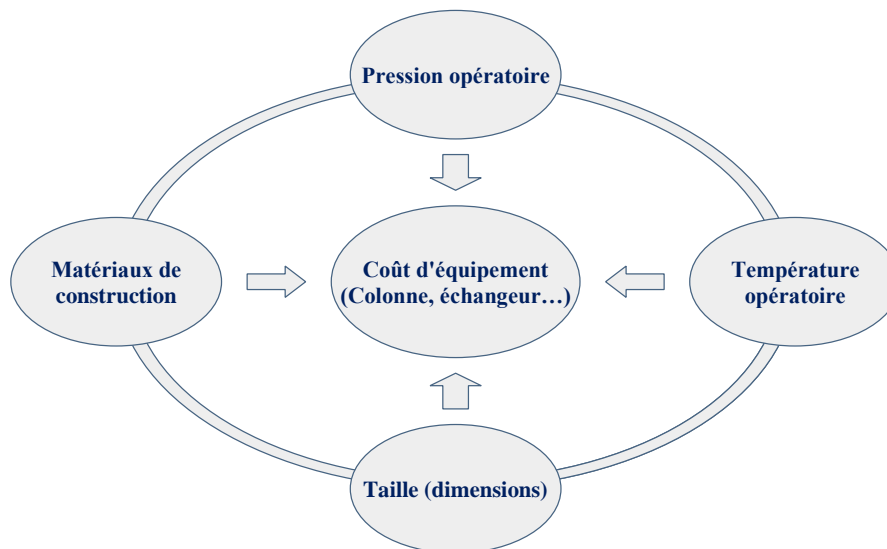 Pression opératoire
Matériaux de
construction
Coût d'équipement
(Colonne, échangeur…)
Température
opératoire
Taille (dimensions)